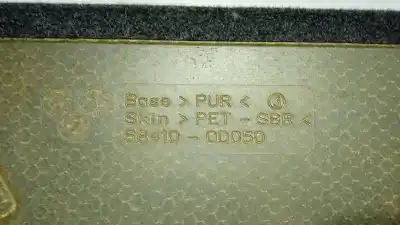 Base > PUR <
Skin > PET - SBR <
58410 - 0D050